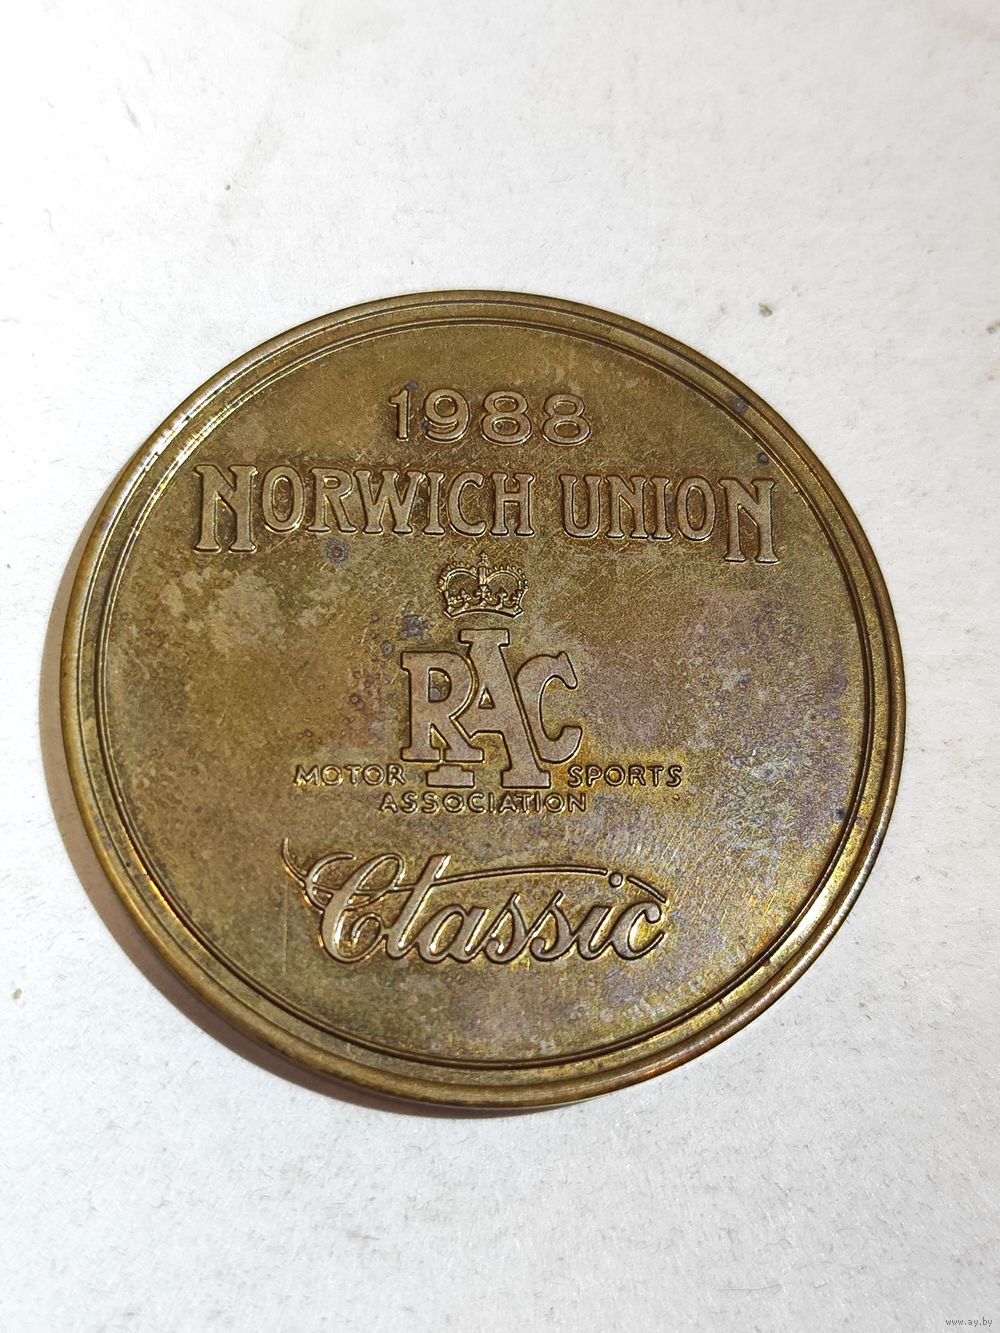 1988
NORWICH UNION
RAC
MOTOR SPORTS
ASSOCIATION
Classic
www.ay.by